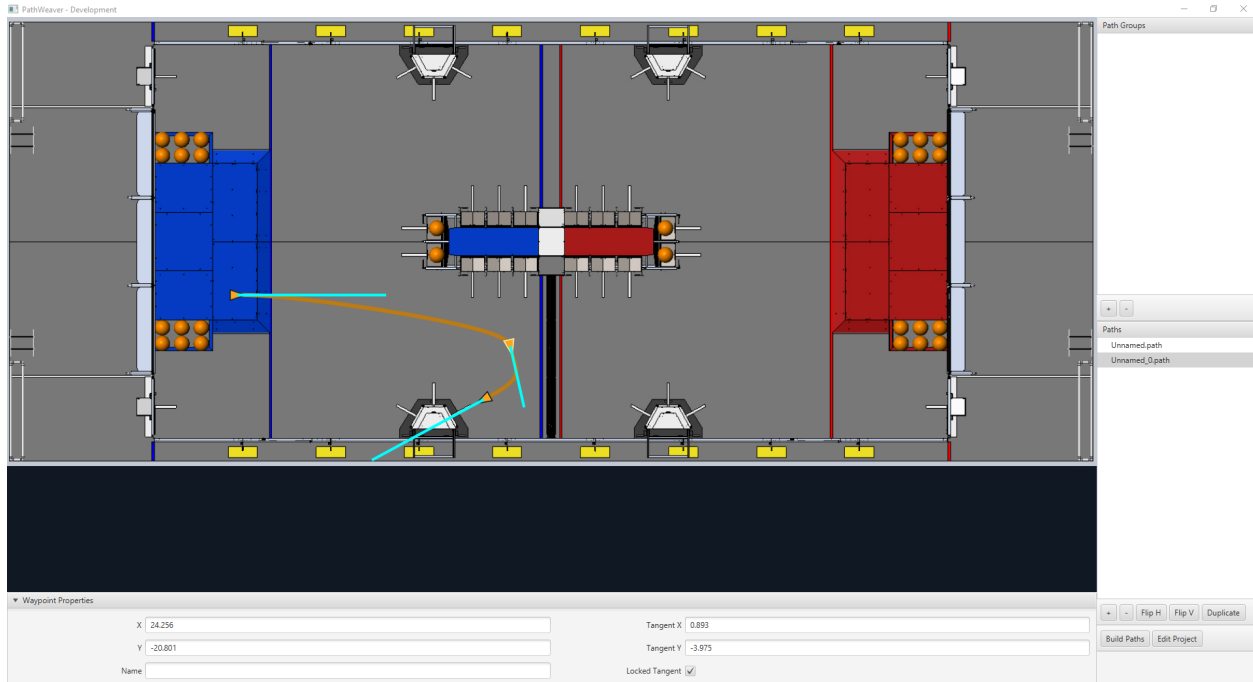 PathWeaver - Development
Path Groups
+ -
Paths
Unnamed.path
Unnamed_0.path
Waypoint Properties
+ - Flip H Flip V Duplicate
X 24.256 Tangent X 0.893
Build Paths Edit Project
Y -20.801 Tangent Y -3.975
Name Locked Tangent